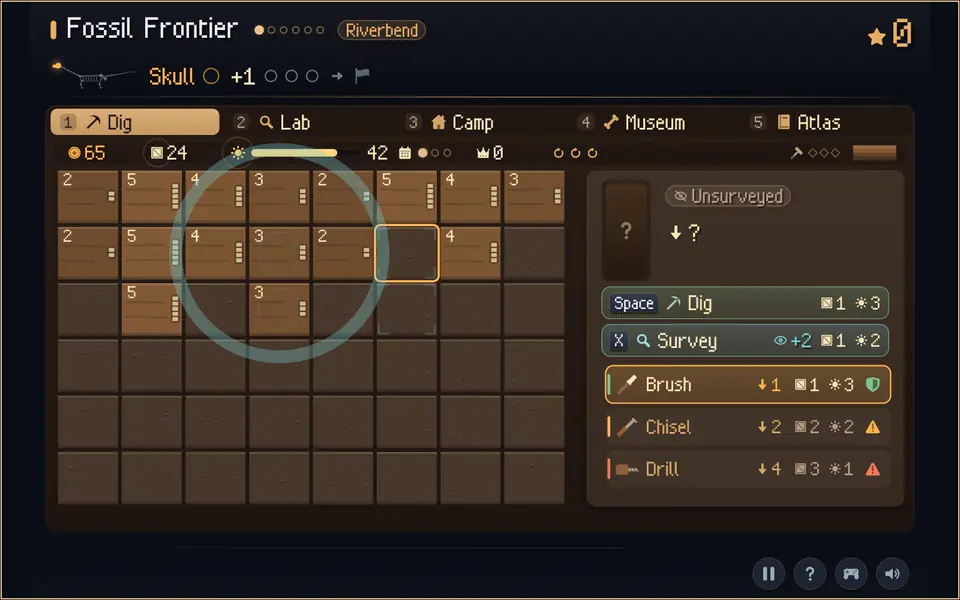 Fossil Frontier Riverbend 0
Skull +1
1 Dig 2 Lab 3 Camp 4 Museum 5 Atlas
65 24 42 0
2 5 4 3 2 5 4 3
2 5 4 3 2 4
5 3
? Unsurveyed
?
Space Dig 1 3
X Survey +2 1 2
Brush 1 1 3
Chisel 2 2 2
Drill 4 3 1
?